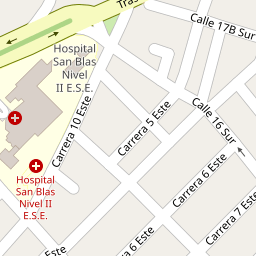 Tras
Calle 17B Sur
Hospital
San Blas
Nivel
II E.S.E.
Calle 16 Sur
Carrera 5 Este
Carrera 10 Este
Hospital
San Blas
Nivel II
E.S.E.
Carrera 6 Este
Carrera 7 Este
6 Este